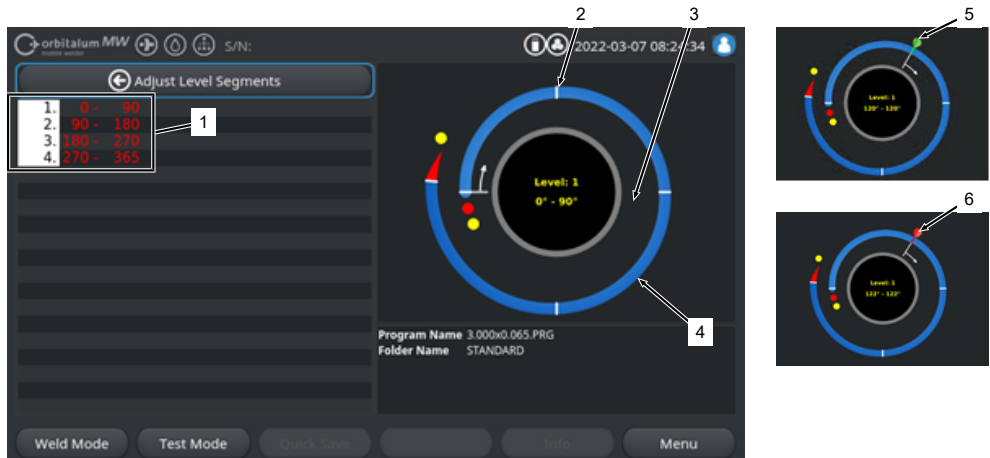 2
3
5
orbitalum MW
mobile welder
S/N:
2022-03-07 08:24:34
Adjust Level Segments
1. 0 - 90
2. 90 - 180
3. 180 - 270
4. 270 - 365
1
Level: 1
0° - 90°
Level: 1
120° - 120°
6
Level: 1
122° - 122°
4
Program Name 3.000x0.065.PRG
Folder Name STANDARD
Weld Mode
Test Mode
Quick Save
Info
Menu